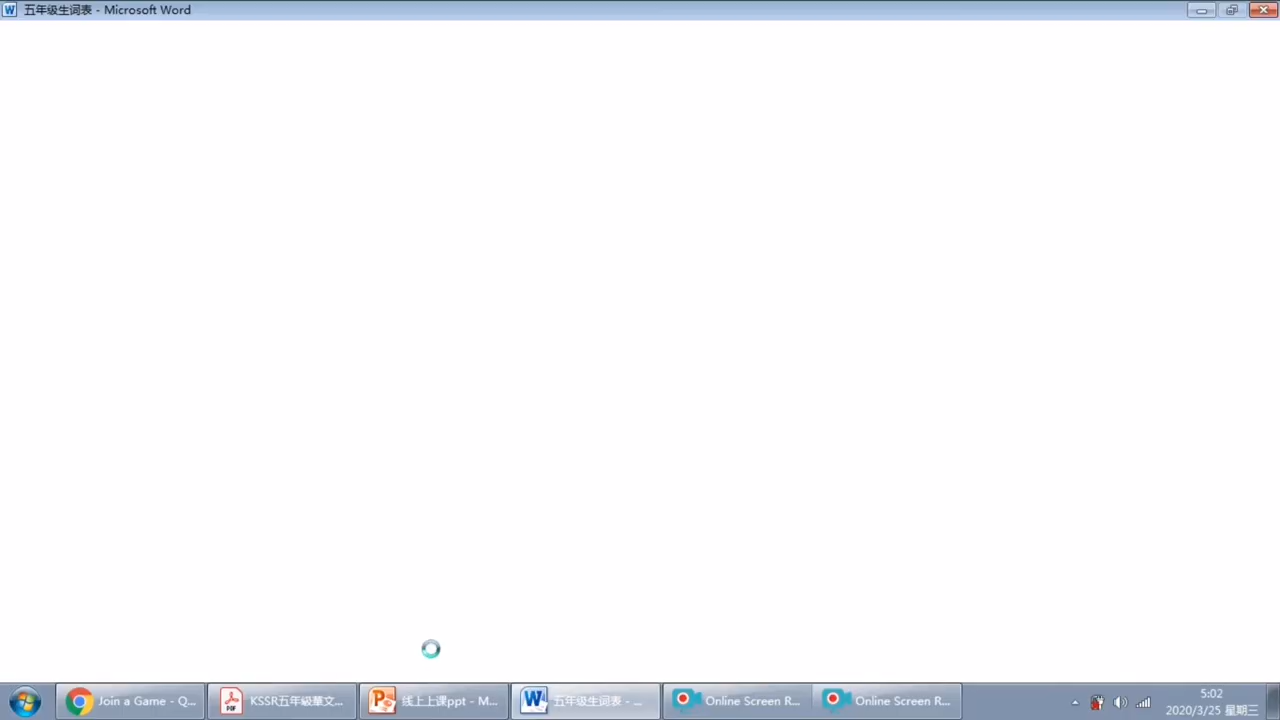 五年级生词表 - Microsoft Word
Join a Game - Q...
KSSR五年級華文...
线上上课ppt - M...
五年级生词表 - ...
Online Screen R...
Online Screen R...
5:02
2020/3/25 星期三